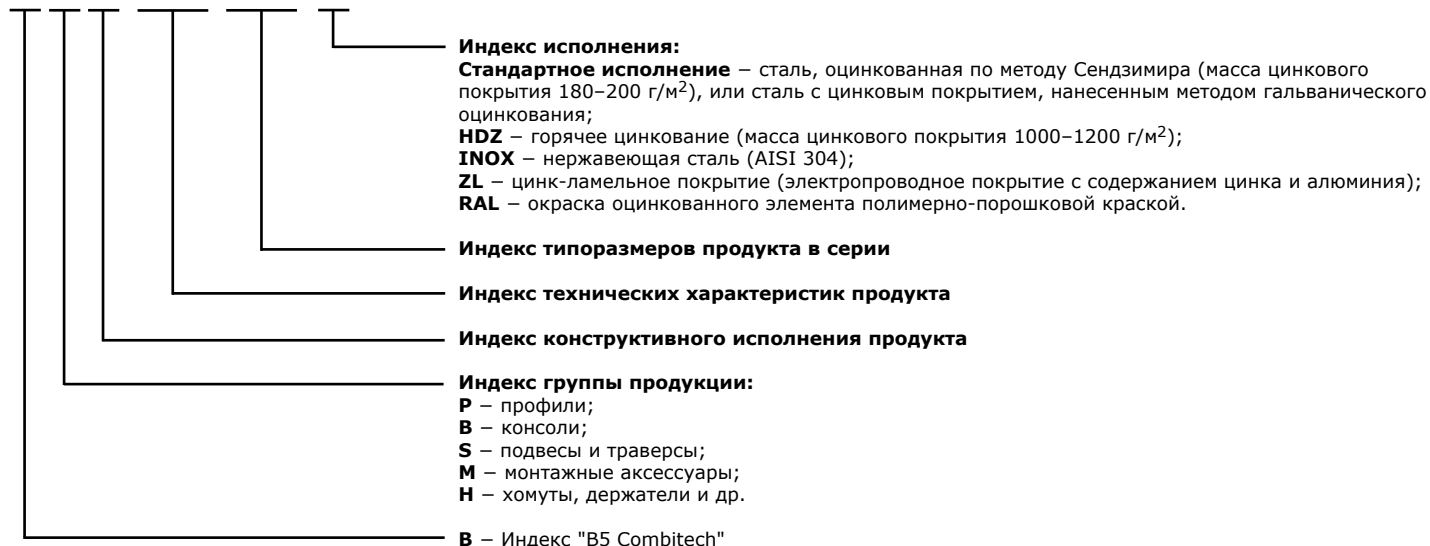 Индекс исполнения:
Стандартное исполнение − сталь, оцинкованная по методу Сендзимира (масса цинкового
покрытия 180–200 г/м²), или сталь с цинковым покрытием, нанесенным методом гальванического
оцинкования;
HDZ − горячее цинкование (масса цинкового покрытия 1000–1200 г/м²);
INOX − нержавеющая сталь (AISI 304);
ZL − цинк-ламельное покрытие (электропроводное покрытие с содержанием цинка и алюминия);
RAL − окраска оцинкованного элемента полимерно-порошковой краской.
Индекс типоразмеров продукта в серии
Индекс технических характеристик продукта
Индекс конструктивного исполнения продукта
Индекс группы продукции:
P − профили;
B − консоли;
S − подвесы и траверсы;
M − монтажные аксессуары;
H − хомуты, держатели и др.
B − Индекс "B5 Combitech"